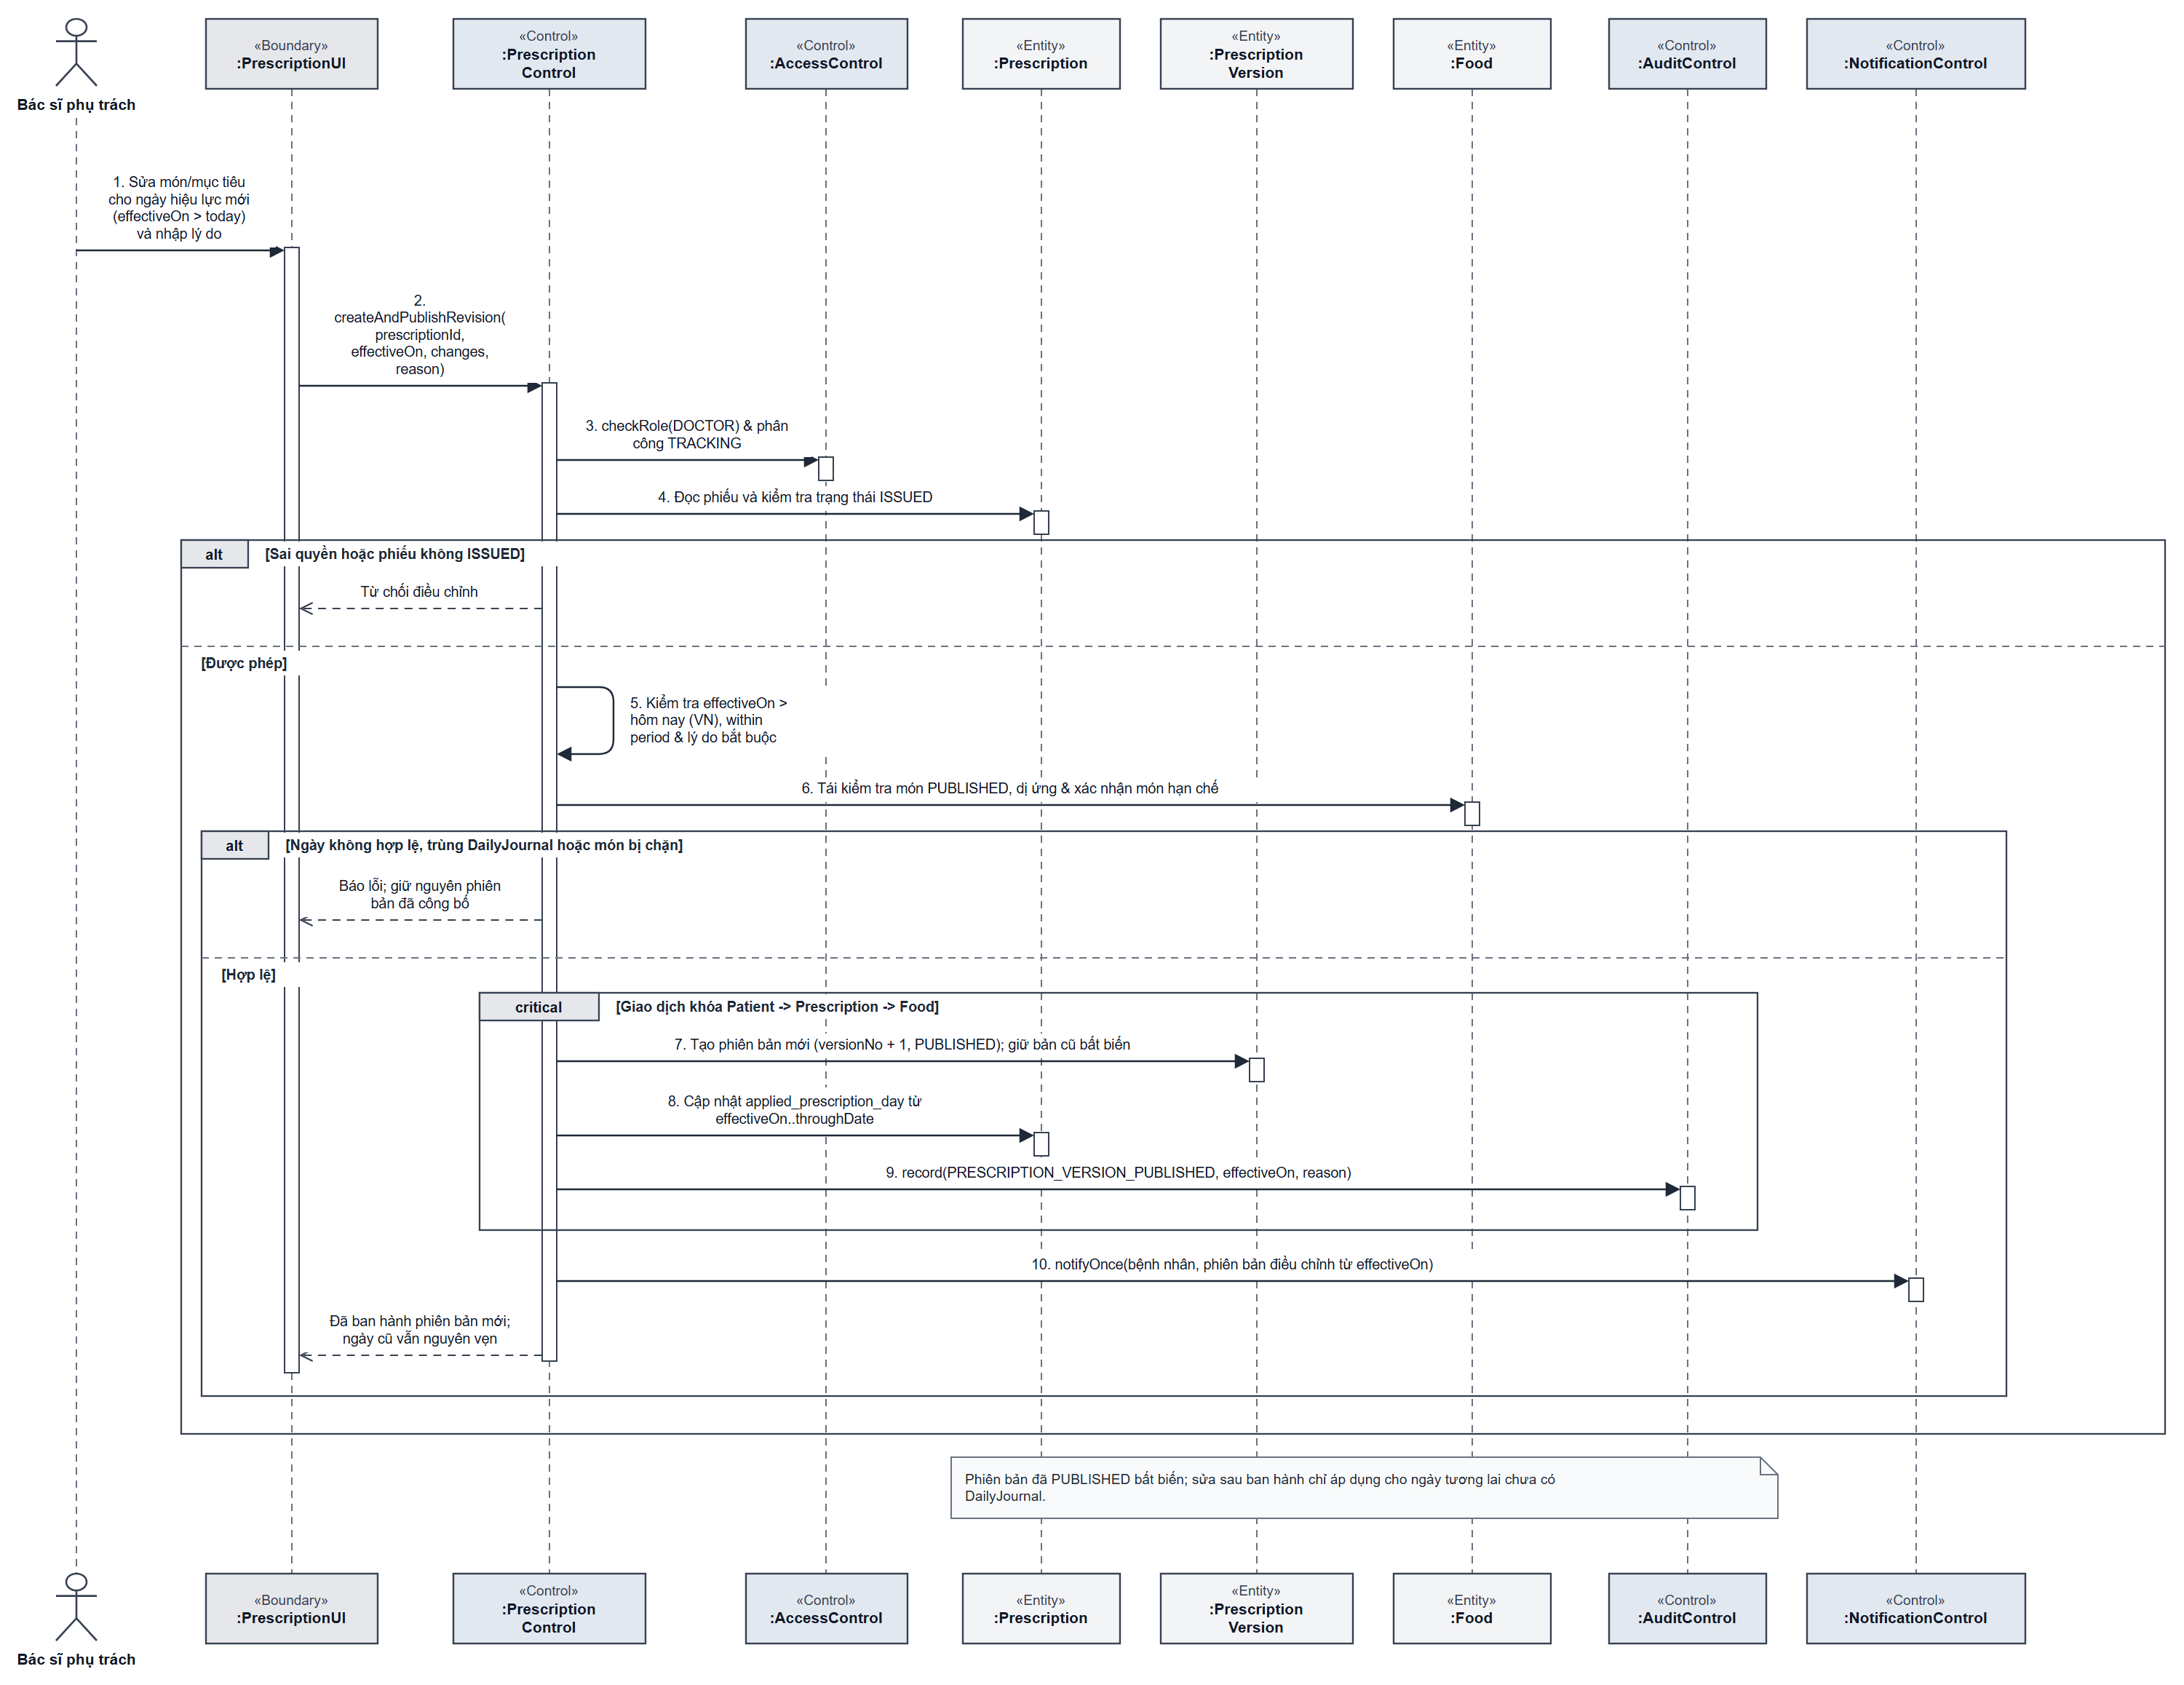 «Boundary»
:PrescriptionUI
«Control»
:Prescription
Control
«Control»
:AccessControl
«Entity»
:Prescription
«Entity»
:Prescription
Version
«Entity»
:Food
«Control»
:AuditControl
«Control»
:NotificationControl
Bác sĩ phụ trách
1. Sửa món/mục tiêu
cho ngày hiệu lực mới
(effectiveOn > today)
và nhập lý do
2.
createAndPublishRevision(
prescriptionId,
effectiveOn, changes,
reason)
3. checkRole(DOCTOR) & phân
công TRACKING
4. Đọc phiếu và kiểm tra trạng thái ISSUED
alt
[Sai quyền hoặc phiếu không ISSUED]
Từ chối điều chỉnh
[Được phép]
5. Kiểm tra effectiveOn >
hôm nay (VN), within
period & lý do bắt buộc
6. Tái kiểm tra món PUBLISHED, dị ứng & xác nhận món hạn chế
alt
[Ngày không hợp lệ, trùng DailyJournal hoặc món bị chặn]
Báo lỗi; giữ nguyên phiên
bản đã công bố
[Hợp lệ]
critical
[Giao dịch khóa Patient -> Prescription -> Food]
7. Tạo phiên bản mới (versionNo + 1, PUBLISHED); giữ bản cũ bất biến
8. Cập nhật applied_prescription_day từ
effectiveOn..throughDate
9. record(PRESCRIPTION_VERSION_PUBLISHED, effectiveOn, reason)
10. notifyOnce(bệnh nhân, phiên bản điều chỉnh từ effectiveOn)
Đã ban hành phiên bản mới;
ngày cũ vẫn nguyên vẹn
Phiên bản đã PUBLISHED bất biến; sửa sau ban hành chỉ áp dụng cho ngày tương lai chưa có
DailyJournal.
«Boundary»
:PrescriptionUI
«Control»
:Prescription
Control
«Control»
:AccessControl
«Entity»
:Prescription
«Entity»
:Prescription
Version
«Entity»
:Food
«Control»
:AuditControl
«Control»
:NotificationControl
Bác sĩ phụ trách